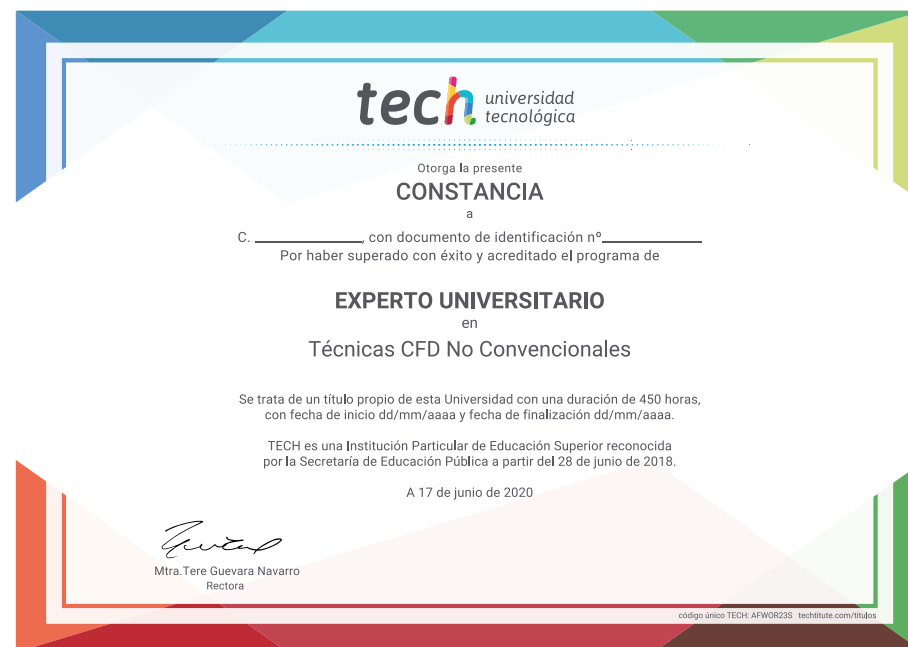 tech universidad
tecnológica
Otorga la presente
CONSTANCIA
a
C. ____________, con documento de identificación nº____________
Por haber superado con éxito y acreditado el programa de
EXPERTO UNIVERSITARIO
en
Técnicas CFD No Convencionales
Se trata de un título propio de esta Universidad con una duración de 450 horas,
con fecha de inicio dd/mm/aaaa y fecha de finalización dd/mm/aaaa.
TECH es una Institución Particular de Educación Superior reconocida
por la Secretaría de Educación Pública a partir del 28 de junio de 2018.
A 17 de junio de 2020
Mtra.Tere Guevara Navarro
Rectora
código único TECH: AFWOR23S techtitute.com/titulos